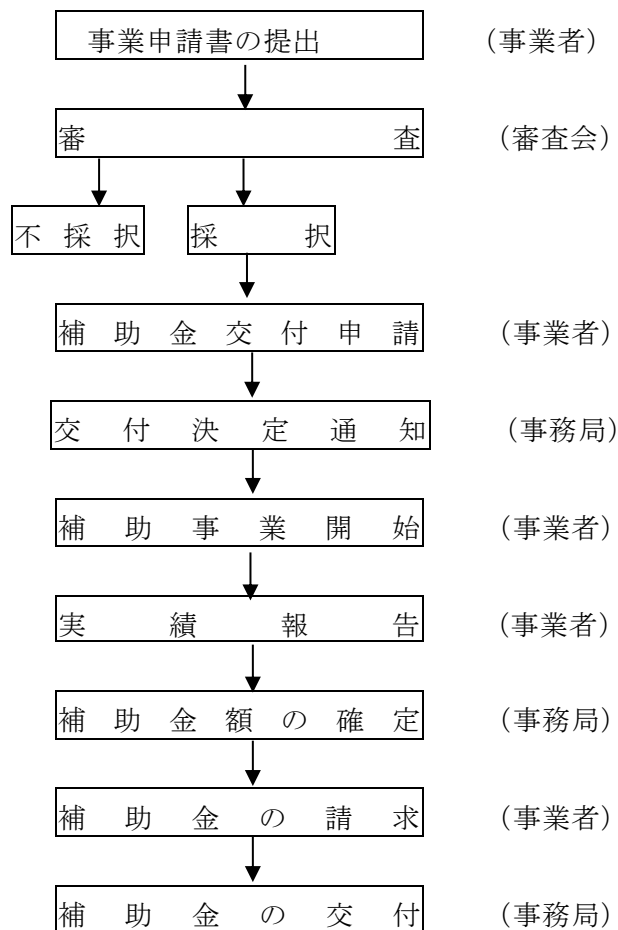 事業申請書の提出 （事業者）
審査 （審査会）
不採択 採択
補助金交付申請 （事業者）
交付決定通知 （事務局）
補助事業開始 （事業者）
実績報告 （事業者）
補助金額の確定 （事務局）
補助金の請求 （事業者）
補助金の交付 （事務局）